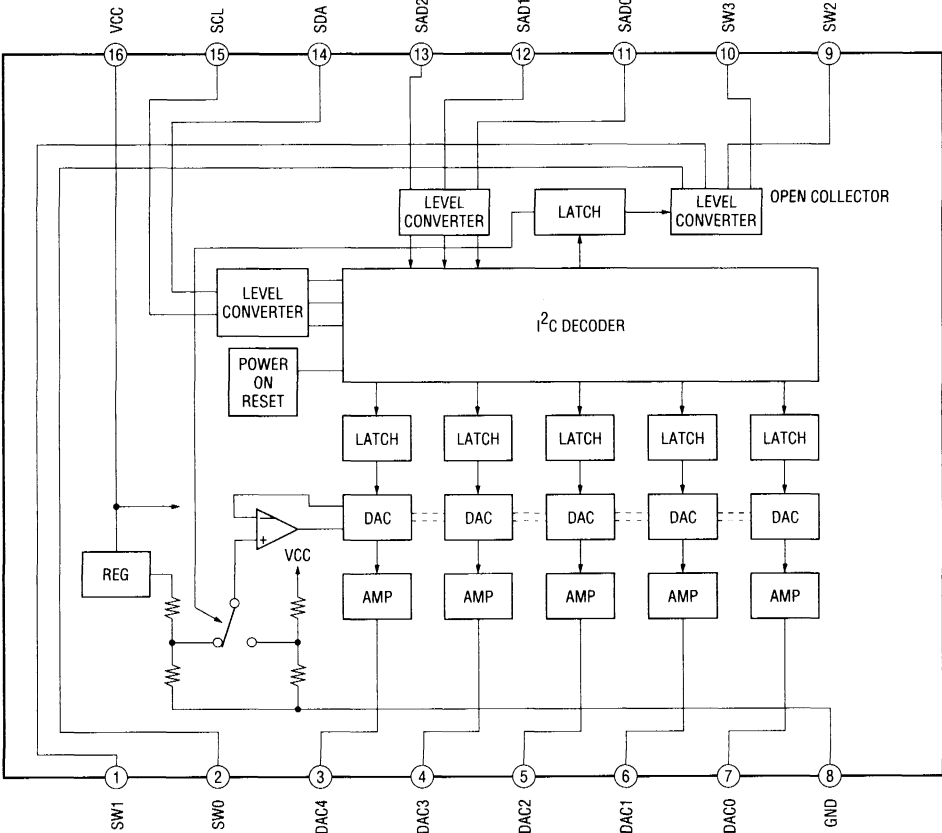 VCC SCL SDA SAD2 SAD1 SAD0 SW3 SW2
16 15 14 13 12 11 10 9
LEVEL CONVERTER
LATCH
LEVEL CONVERTER
OPEN COLLECTOR
LEVEL CONVERTER
I²C DECODER
POWER ON RESET
LATCH LATCH LATCH LATCH LATCH
DAC DAC DAC DAC DAC
− +
VCC
REG
AMP AMP AMP AMP AMP
1 2 3 4 5 6 7 8
SW1 SW0 DAC4 DAC3 DAC2 DAC1 DAC0 GND